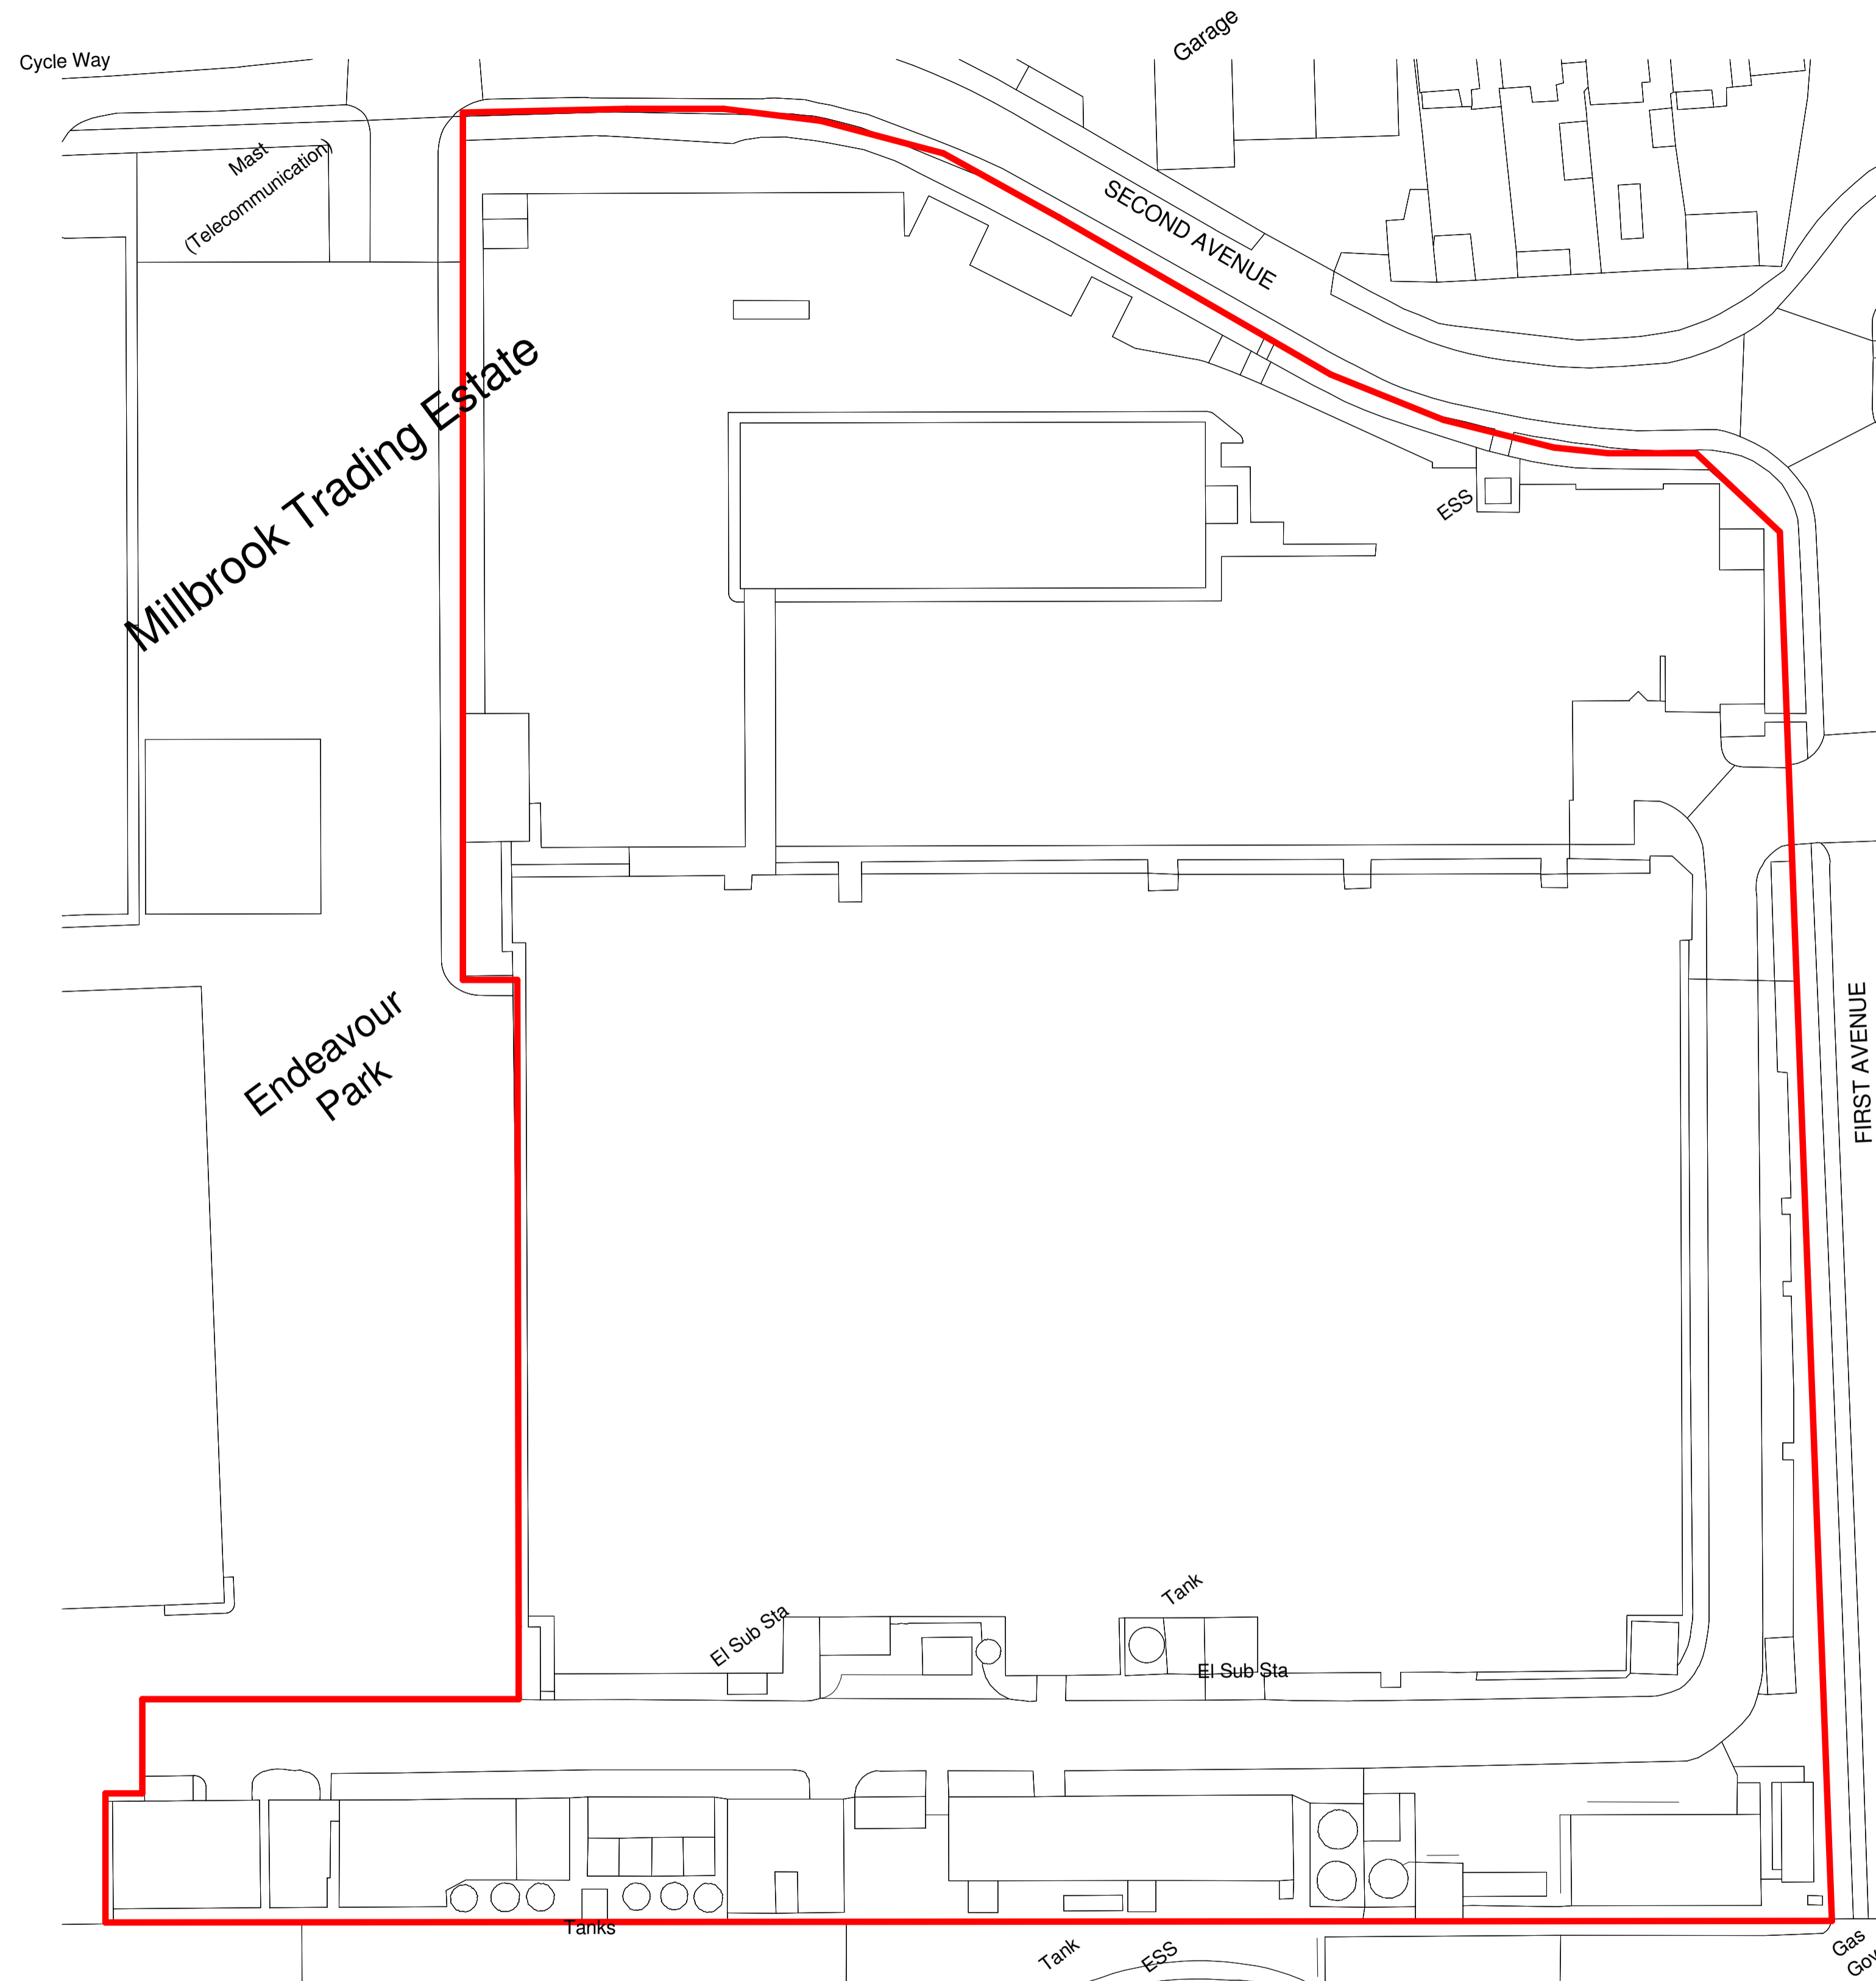 Garage
Cycle Way
Mast
(Telecommunication)
SECOND AVENUE
Millbrook Trading Estate
ESS
Endeavour
Park
FIRST AVENUE
Tank
El Sub Sta
El Sub Sta
Tanks
Tank
ESS
Gas
Gov